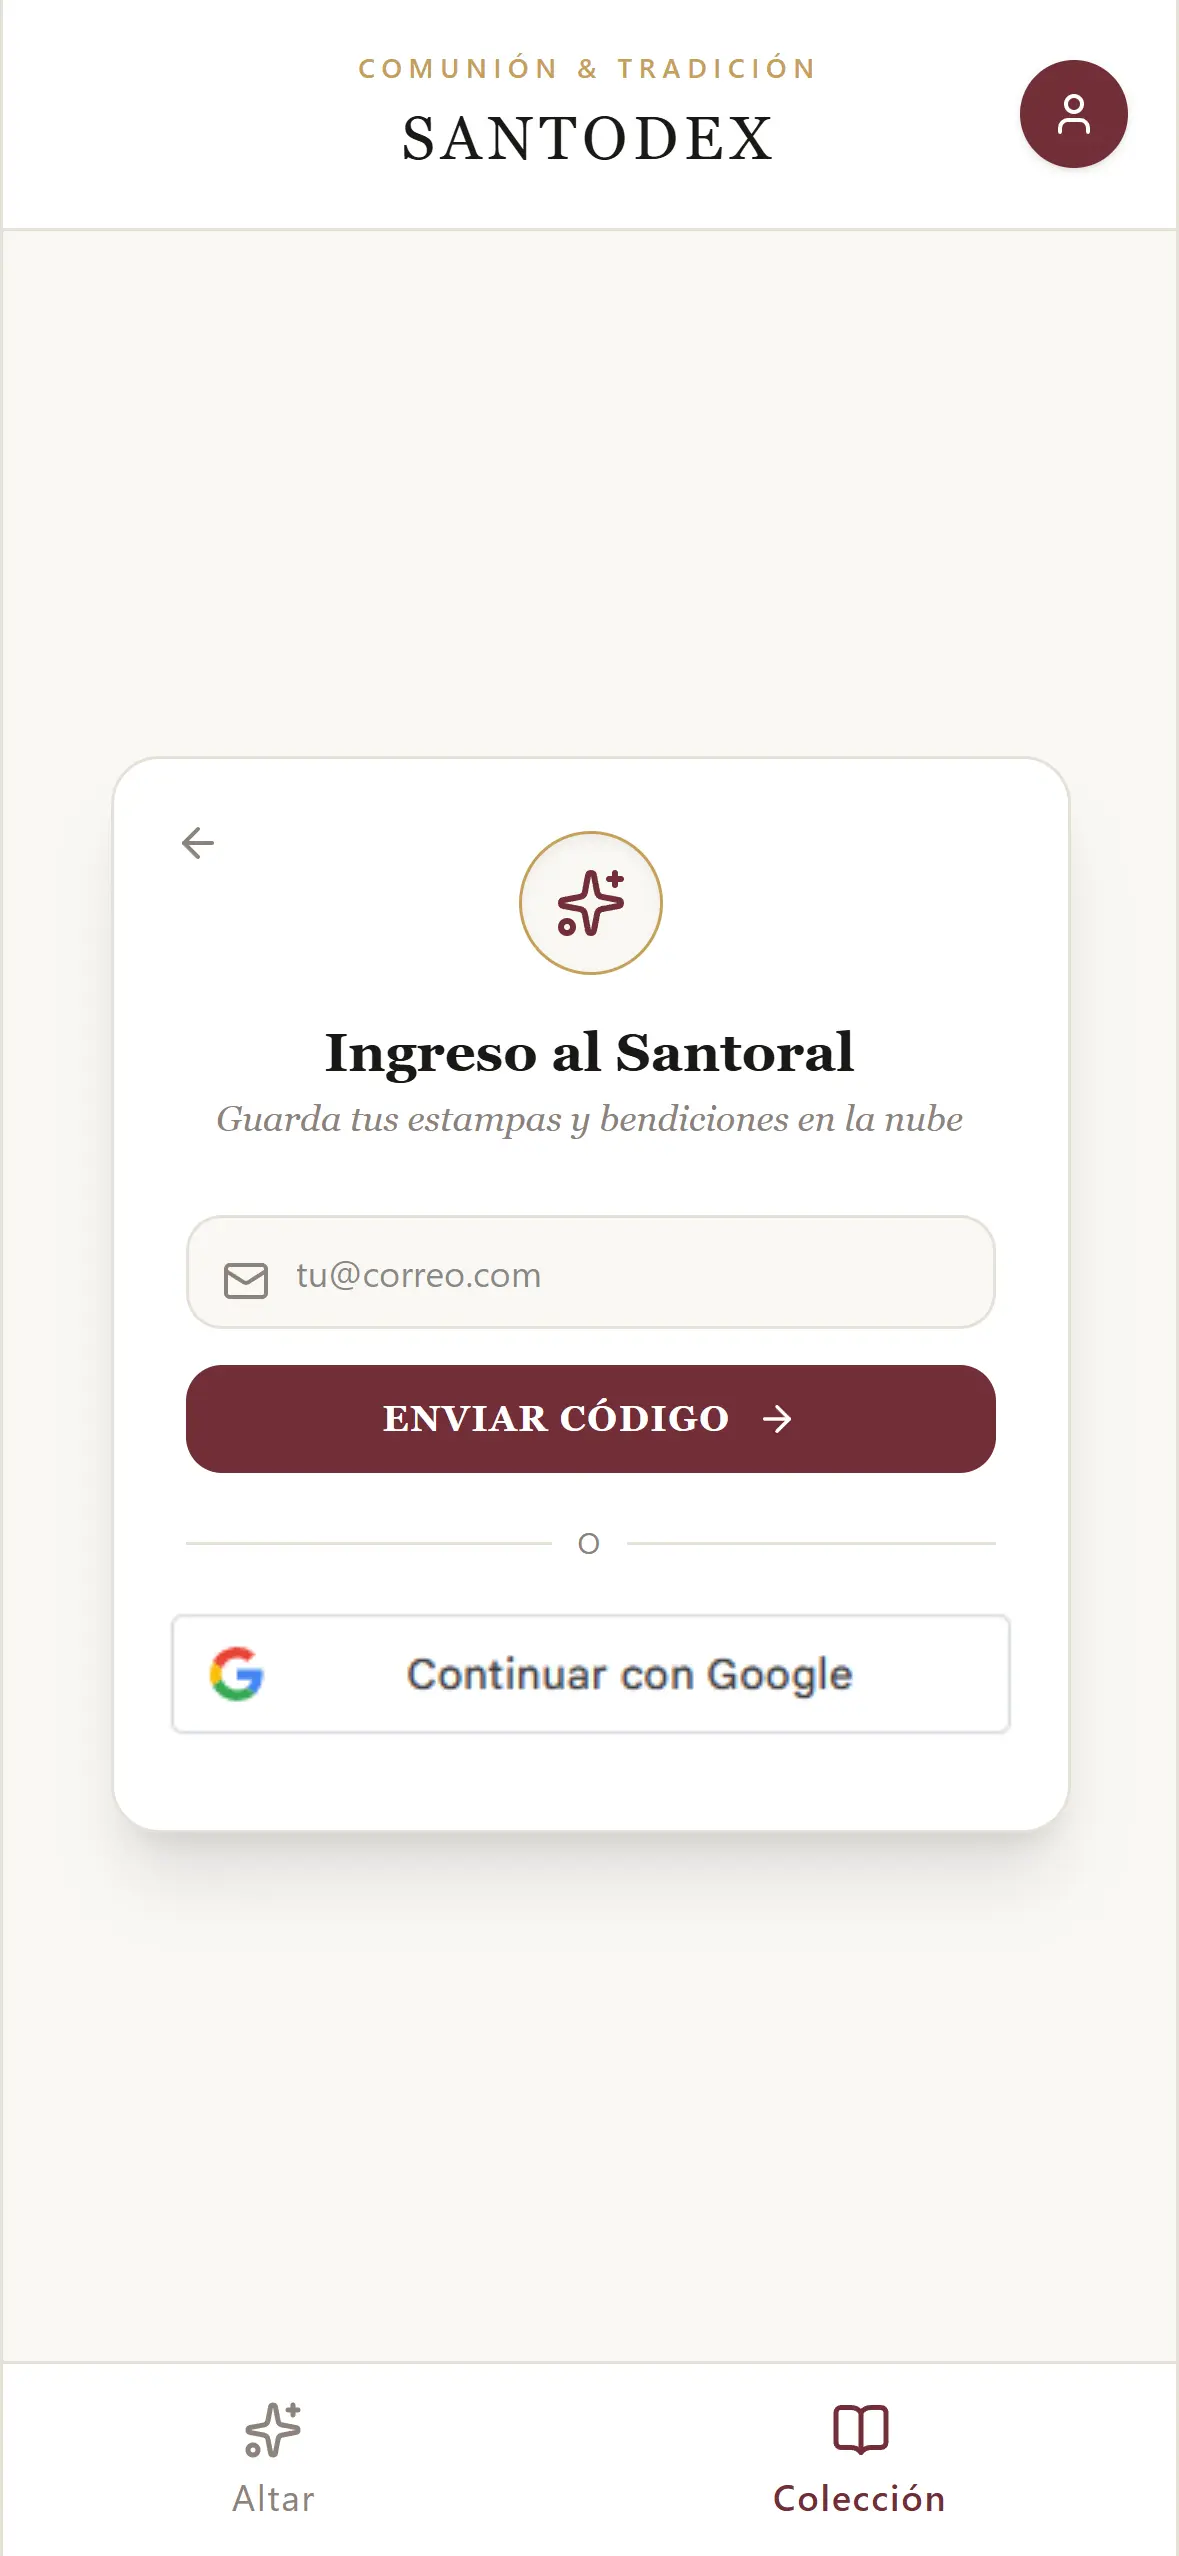 COMUNIÓN & TRADICIÓN
SANTODEX
Ingreso al Santoral
Guarda tus estampas y bendiciones en la nube
tu@correo.com
ENVIAR CÓDIGO
O
Continuar con Google
Altar
Colección